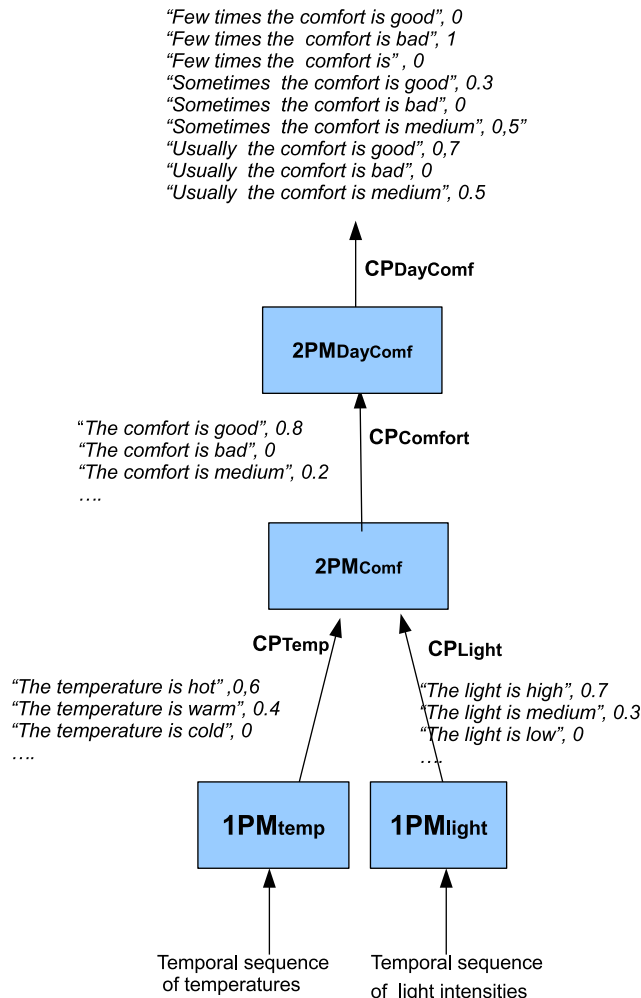 “Few times the comfort is good”, 0
“Few times the  comfort is bad”, 1
“Few times the  comfort is” , 0
“Sometimes  the comfort is good”, 0.3
“Sometimes  the comfort is bad”, 0
“Sometimes  the comfort is medium”, 0,5”
“Usually  the comfort is good”, 0,7
“Usually  the comfort is bad”, 0
“Usually  the comfort is medium”, 0.5
CPDayComf
2PMDayComf
“The comfort is good”, 0.8
“The comfort is bad”, 0
“The comfort is medium”, 0.2
….
CPComfort
2PMComf
CPTemp
CPLight
“The temperature is hot” ,0,6
“The temperature is warm”, 0.4
“The temperature is cold”, 0
….
“The light is high”, 0.7
“The light is medium”, 0.3
“The light is low”, 0
….
1PMtemp
1PMlight
Temporal sequence
of temperatures
Temporal sequence
of  light intensities